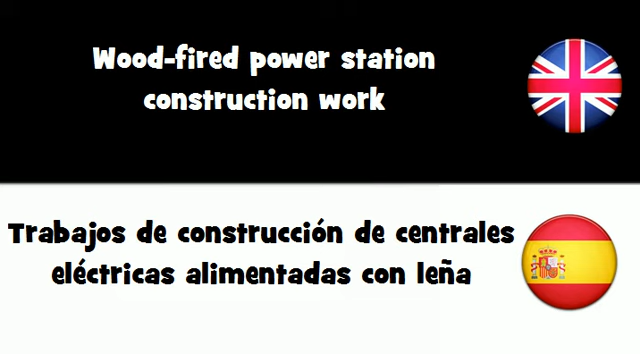 Wood-fired power station
construction work
Trabajos de construcción de centrales
eléctricas alimentadas con leña